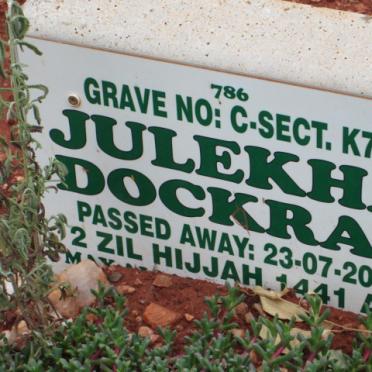 786
GRAVE NO: C-SECT. K7
JULEKH
DOCKRA
PASSED AWAY: 23-07-20
2 ZIL HIJJAH 1441 A